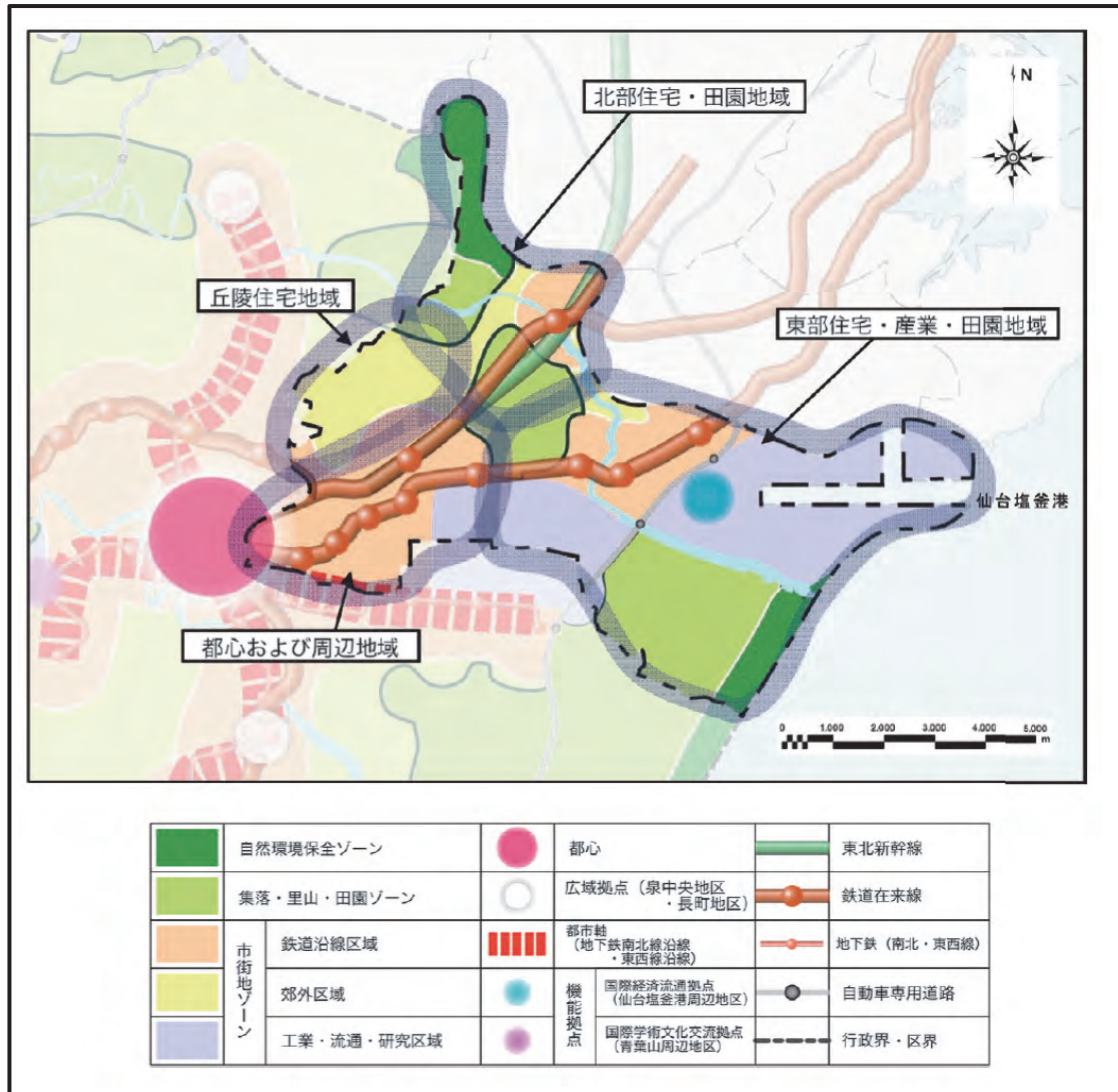 N
北部住宅・田園地域
丘陵住宅地域
東部住宅・産業・田園地域
仙台塩釜港
都心および周辺地域
0 1.000 2.000 3.000 4.000 5.000
m
自然環境保全ゾーン
都心
東北新幹線
集落・里山・田園ゾーン
広域拠点（泉中央地区
・長町地区）
鉄道在来線
市街地ゾーン
鉄道沿線区域
都市軸
（地下鉄南北線沿線
・東西線沿線）
地下鉄（南北・東西線）
郊外区域
機能拠点
国際経済流通拠点
（仙台塩釜港周辺地区）
自動車専用道路
工業・流通・研究区域
国際学術文化交流拠点
（青葉山周辺地区）
行政界・区界